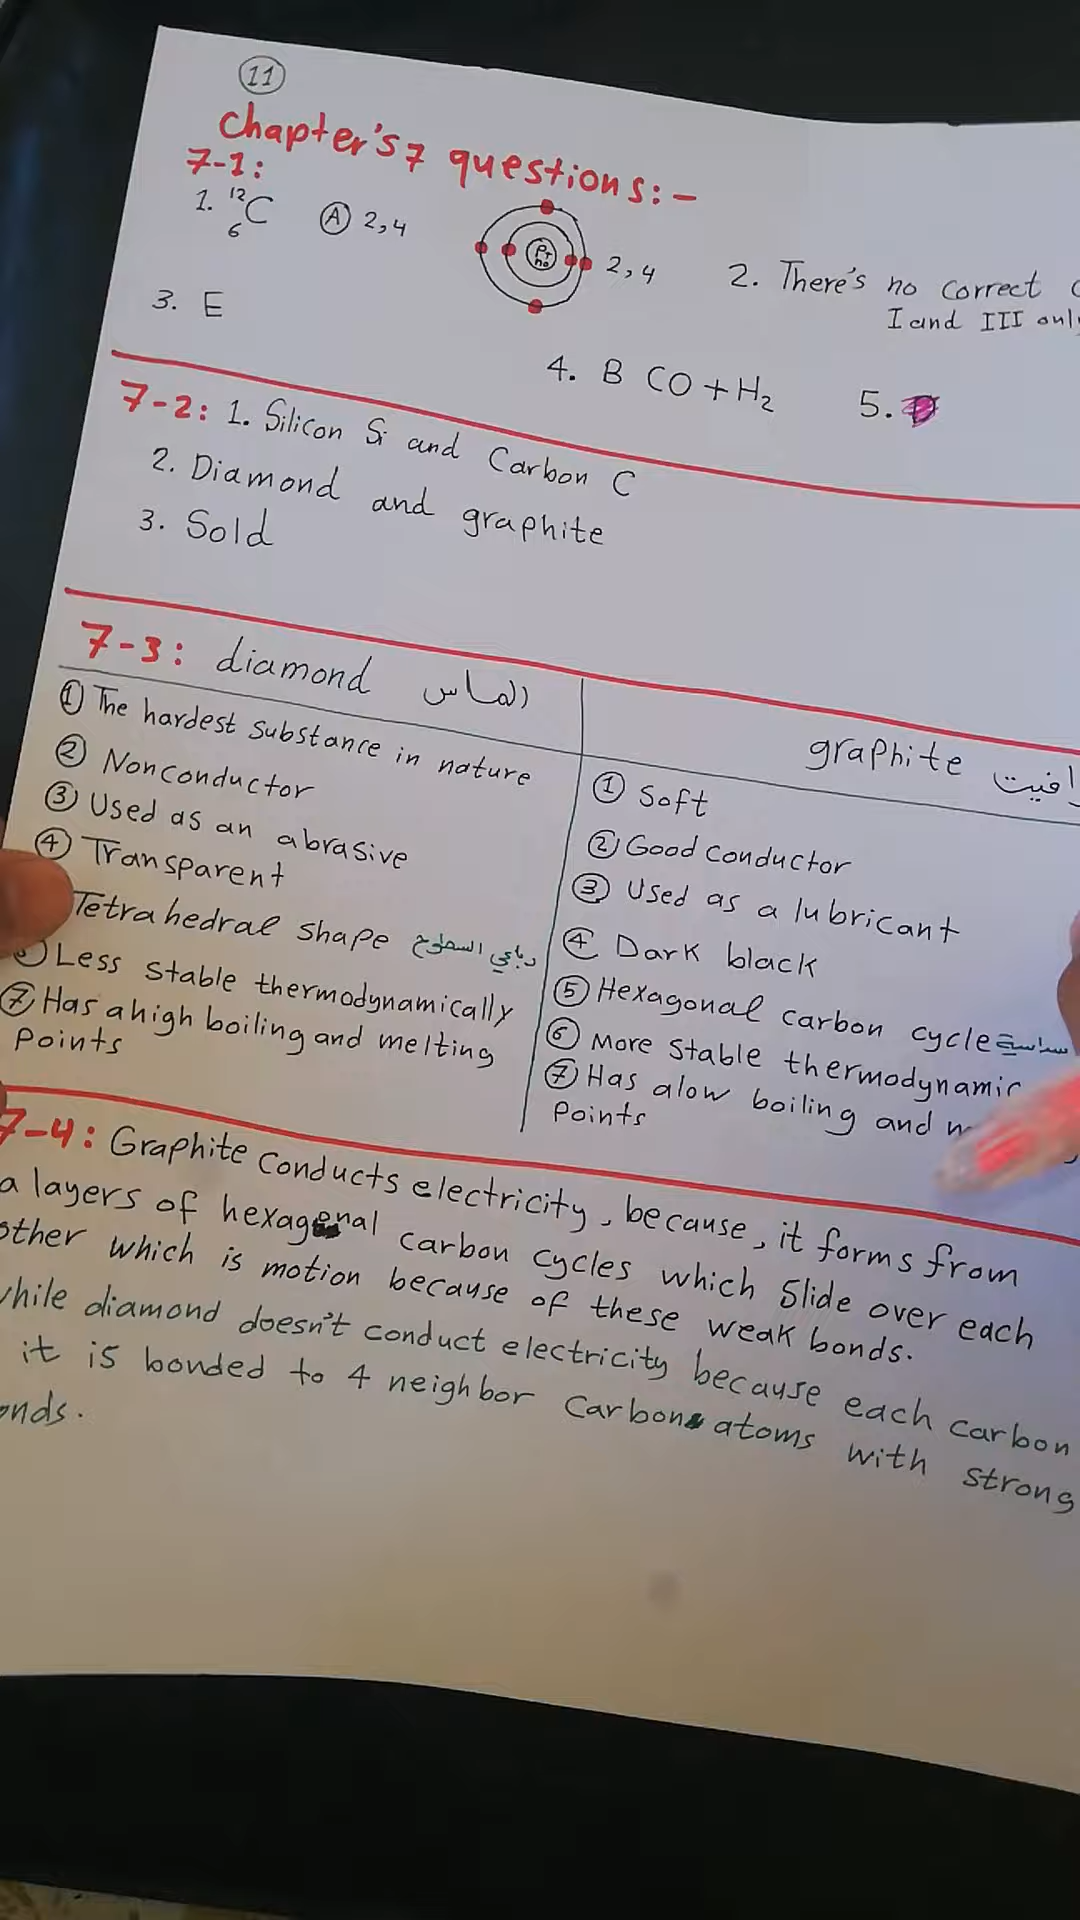 11
Chapter's 7 questions:-
7-1:
1. 12 6 C A 2,4
P+ n0
2,4
2. There's no correct
I and III only
3. E
4. B CO + H2
5. D
7-2: 1. Silicon Si and Carbon C
2. Diamond and graphite
3. Sold
7-3: diamond الماس
1 The hardest substance in nature
2 Nonconductor
3 Used as an abrasive
4 Transparent
Tetrahedral shape رباعي السطوح
Less stable thermodynamically
7 Has a high boiling and melting
points
graphite رافيت
1 Soft
2 Good conductor
3 Used as a lubricant
4 Dark black
5 Hexagonal carbon cycle
6 More stable thermodynamic
7 Has a low boiling and
points
7-4: Graphite conducts electricity, because, it forms from
a layers of hexagonal carbon cycles which slide over each
other which is motion because of these weak bonds.
while diamond doesn't conduct electricity because each carbon
it is bonded to 4 neighbor carbon atoms with strong
onds.